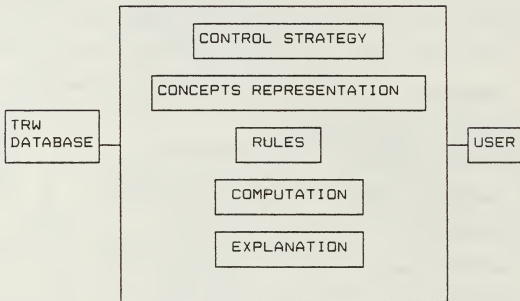 CONTROL STRATEGY
CONCEPTS REPRESENTATION
TRW
DATABASE
RULES
USER
COMPUTATION
EXPLANATION